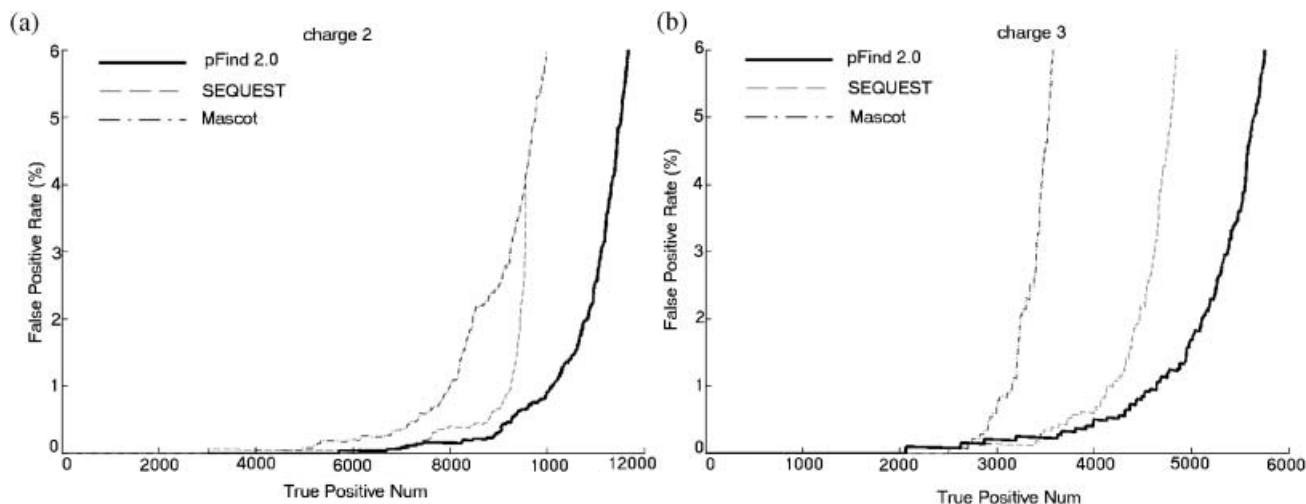 (a)
charge 2
pFind 2.0
SEQUEST
Mascot
False Positive Rate (%)
6
5
4
3
2
1
0
0 2000 4000 6000 8000 1000 12000
True Positive Num
(b)
charge 3
pFind 2.0
SEQUEST
Mascot
False Positive Rate (%)
6
5
4
3
2
1
0
0 1000 2000 3000 4000 5000 6000
True Positive Num